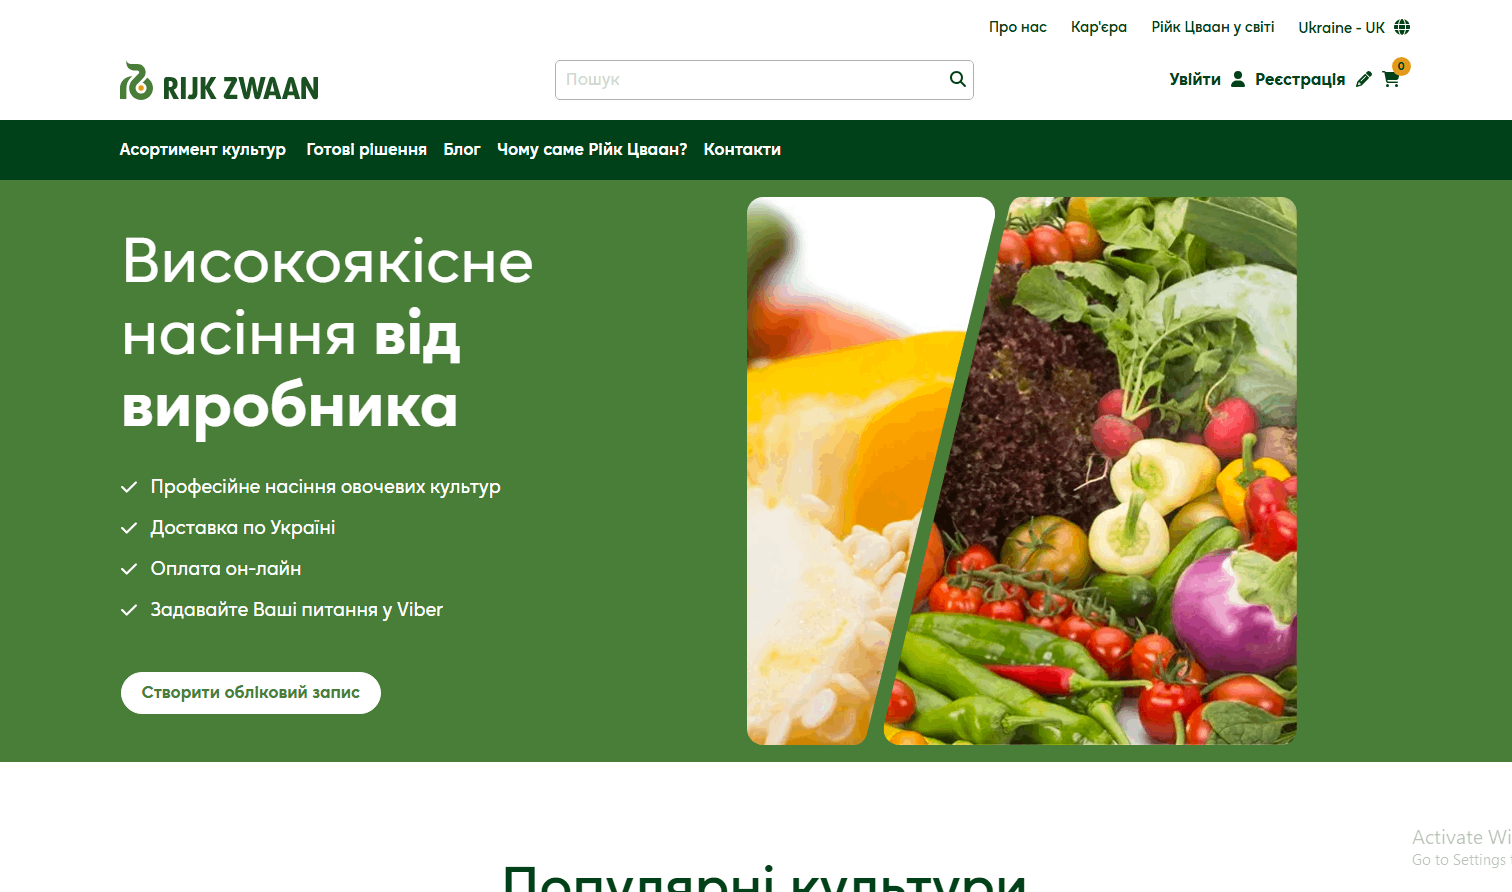 Про нас Кар'єра Рійк Цваан у світі Ukraine - UK
RIJK ZWAAN
Пошук
Увійти Реєстрація 0
Асортимент культур Готові рішення Блог Чому саме Рійк Цваан? Контакти
Високоякісне
насіння від
виробника
Професійне насіння овочевих культур
Доставка по Україні
Оплата он-лайн
Задавайте Ваші питання у Viber
Створити обліковий запис
Activate Wi
Go to Settings
Популярні культури